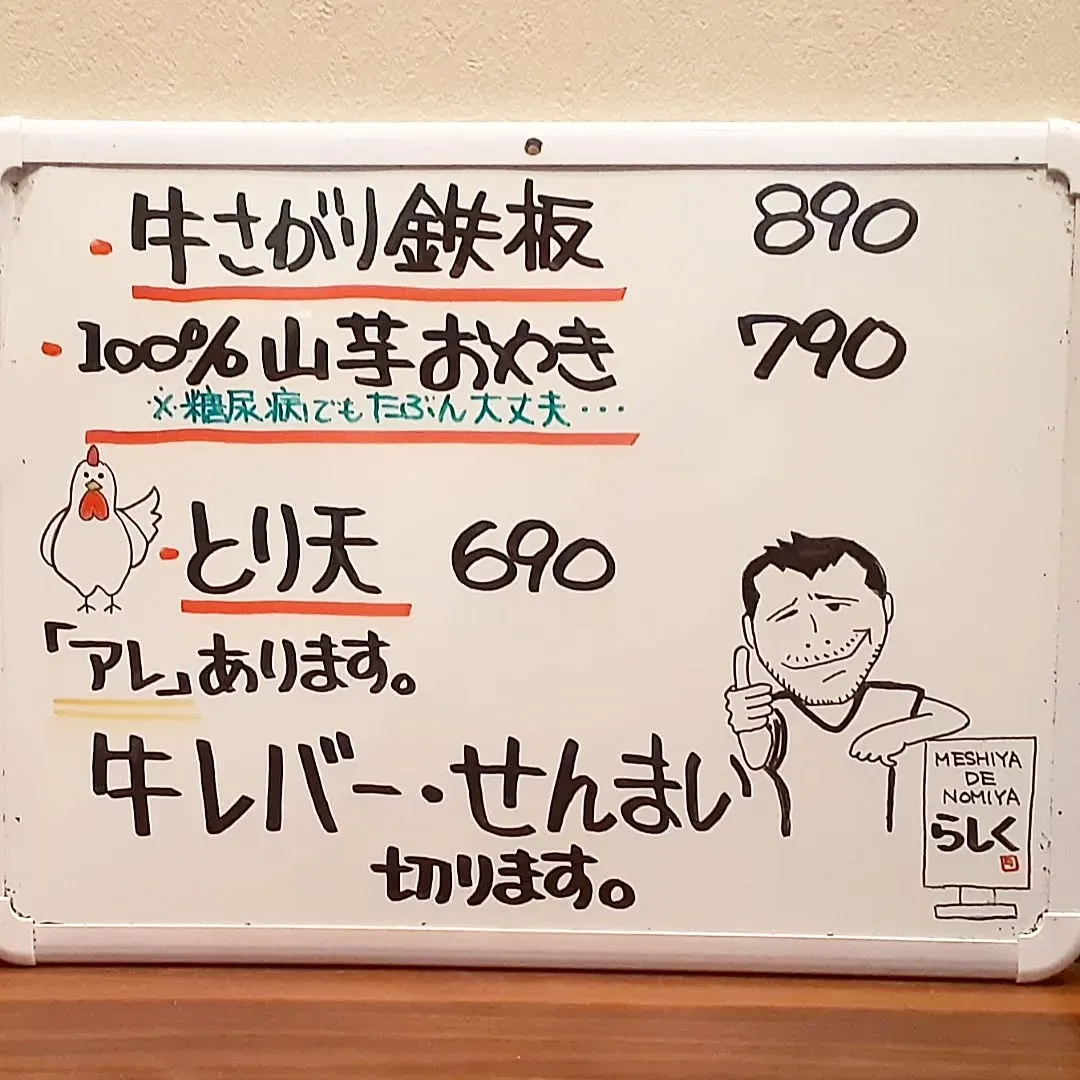 ・牛さがり鉄板 890
・100%山芋おやき 790
※糖尿病でもたぶん大丈夫・・・
・とり天 690
「アレ」あります。
牛レバー・せんまい
切ります。
MESHIYA
DE
NOMIYA
らしく